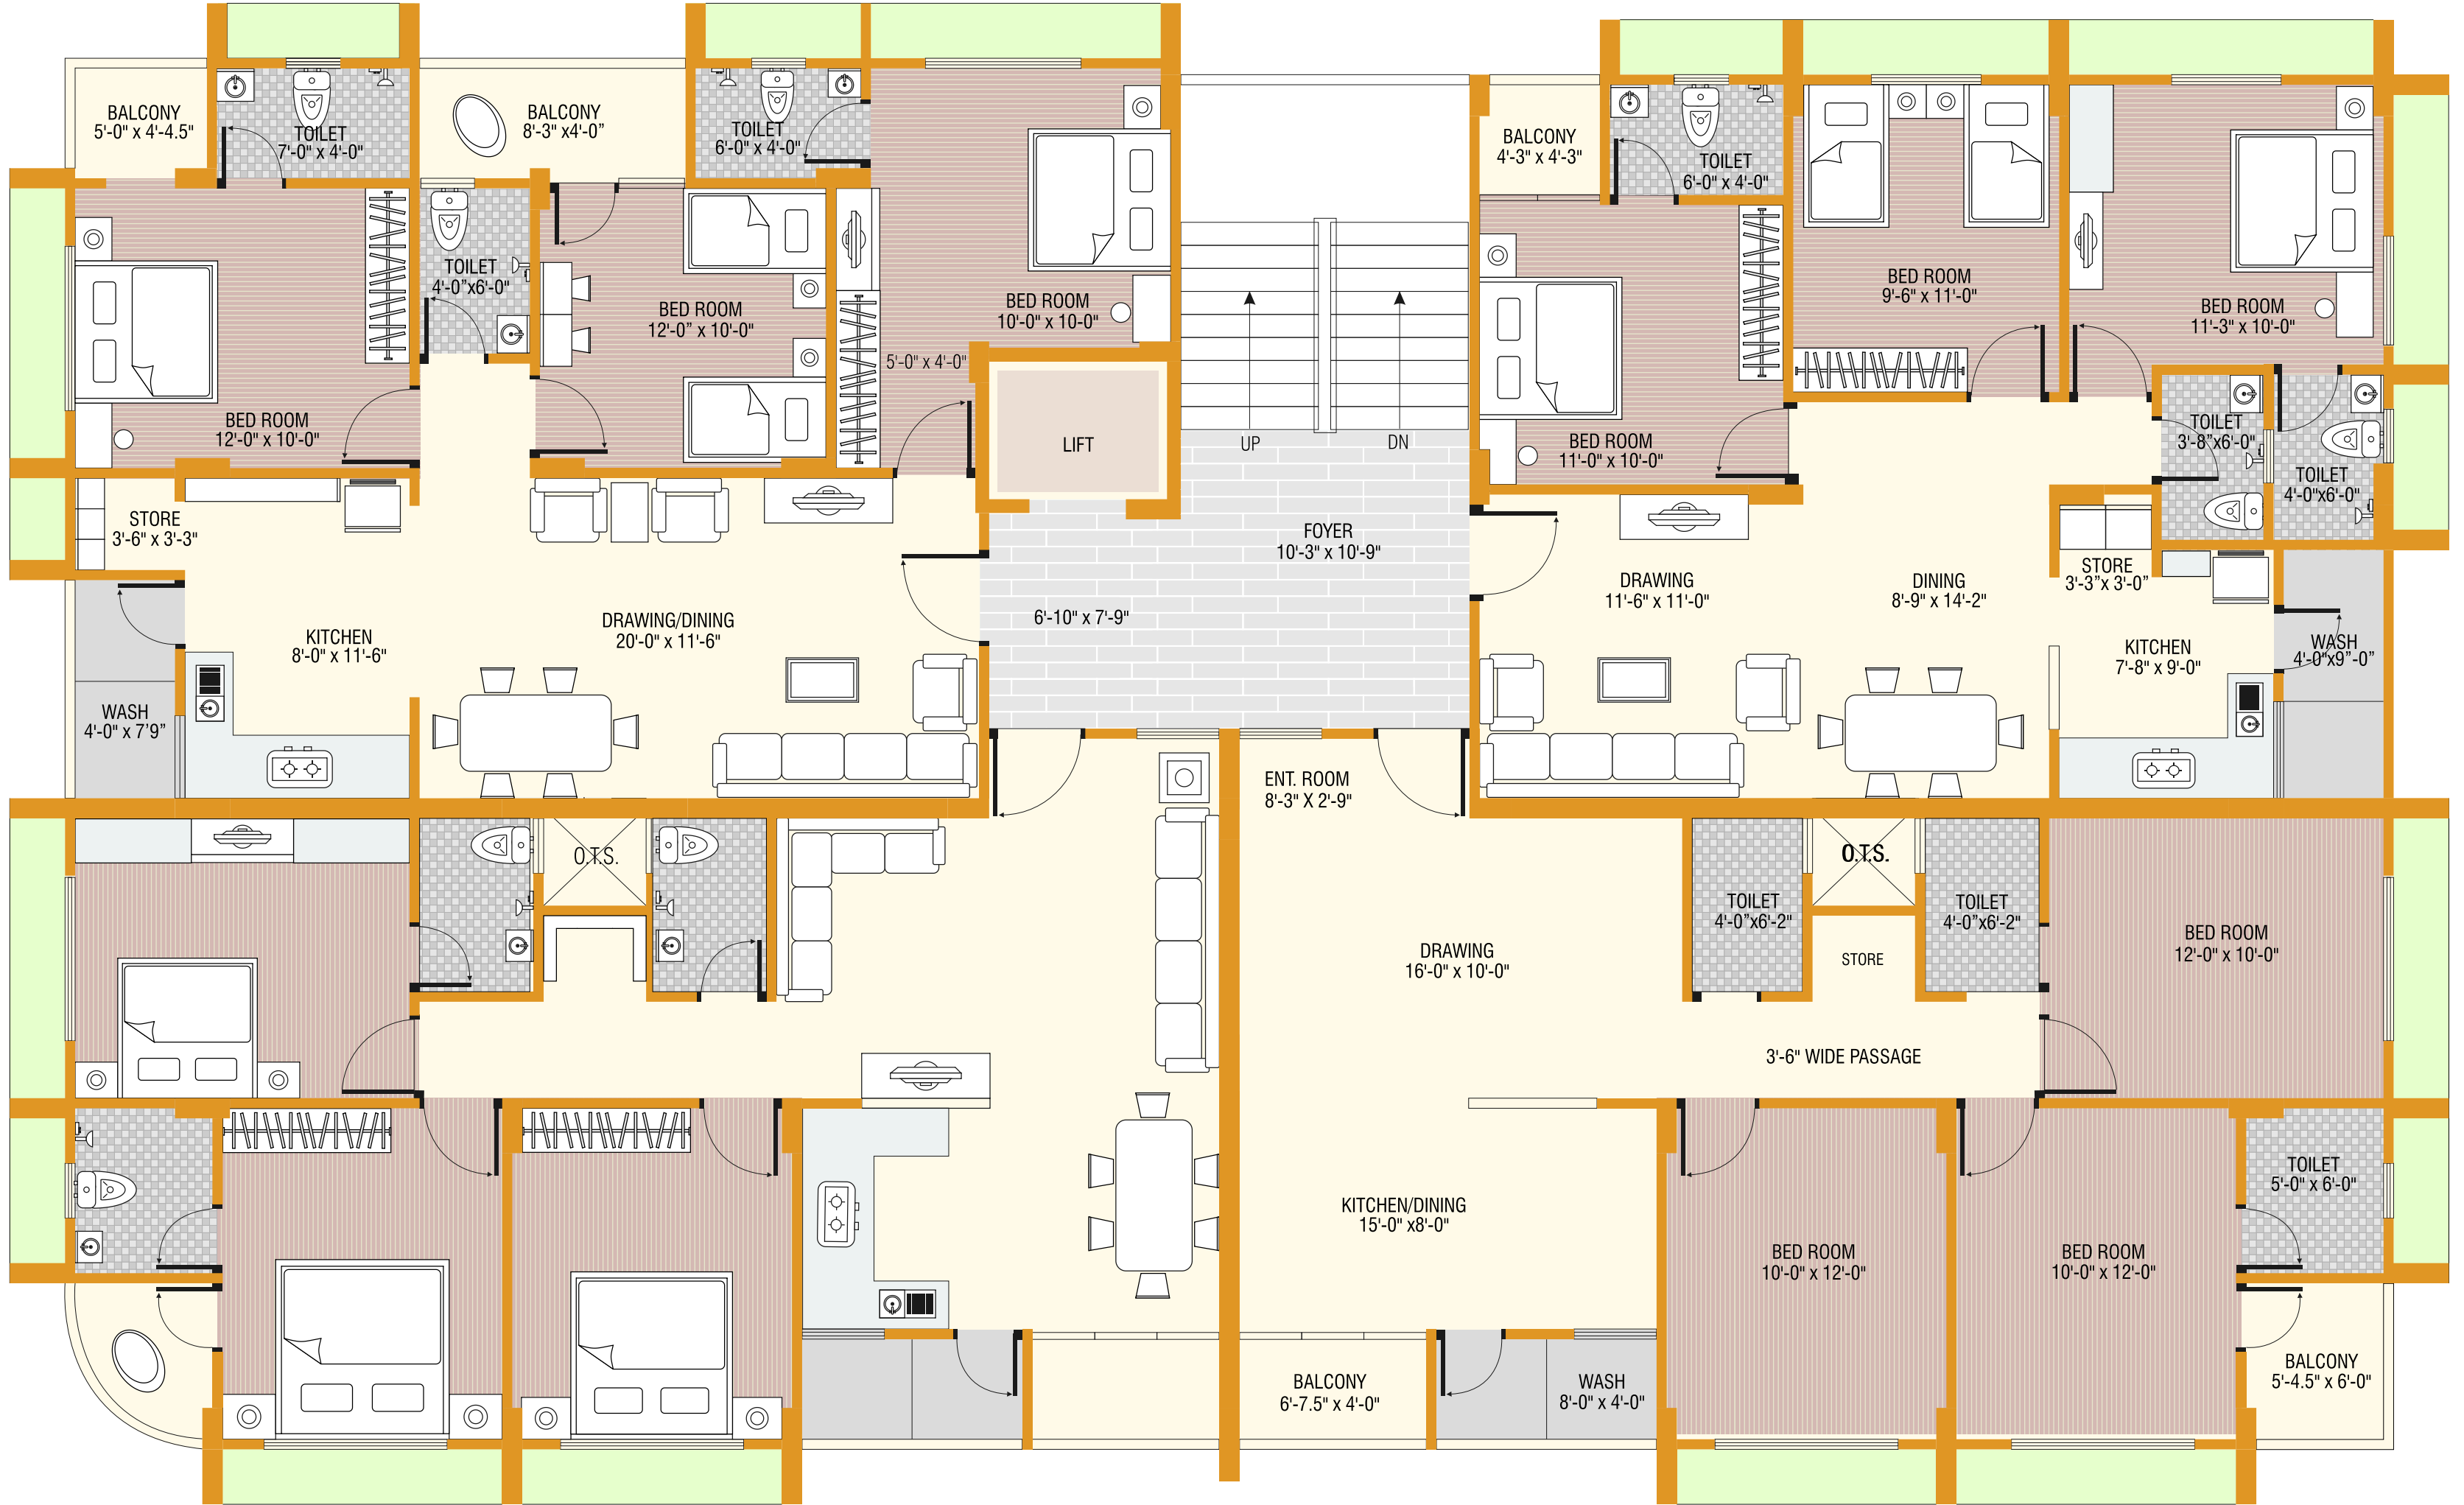 BALCONY
5'-0" x 4'-4.5"
TOILET
7'-0" x 4'-0"
BALCONY
8'-3" x4'-0”
TOILET
6'-0" x 4'-0"
BALCONY
4'-3" x 4'-3"
TOILET
6'-0" x 4'-0"
TOILET
4'-0”x6'-0"
BED ROOM
12'-0” x 10'-0"
BED ROOM
10'-0" x 10-0"
5'-0" x 4'-0"
BED ROOM
9'-6" x 11'-0"
BED ROOM
11'-3" x 10'-0"
BED ROOM
12'-0" x 10'-0"
LIFT
UP
DN
BED ROOM
11'-0" x 10'-0"
TOILET
3'-8”x6'-0"
TOILET
4'-0”x6'-0"
STORE
3'-6" x 3'-3"
FOYER
10'-3" x 10'-9"
STORE
3'-3”x 3'-0”
DRAWING
11'-6" x 11'-0"
DINING
8'-9" x 14'-2"
6'-10" x 7'-9"
DRAWING/DINING
20'-0" x 11'-6"
KITCHEN
8'-0" x 11'-6"
KITCHEN
7'-8" x 9'-0"
WASH
4'-0"x9”-0”
WASH
4'-0" x 7’9”
ENT. ROOM
8'-3" X 2'-9"
O.T.S.
O.T.S.
TOILET
4'-0”x6'-2"
TOILET
4'-0”x6'-2"
BED ROOM
12'-0" x 10'-0"
DRAWING
16'-0" x 10'-0"
STORE
3'-6" WIDE PASSAGE
KITCHEN/DINING
15'-0" x8'-0"
TOILET
5'-0" x 6'-0"
BED ROOM
10'-0" x 12'-0"
BED ROOM
10'-0" x 12'-0"
BALCONY
6'-7.5" x 4'-0"
WASH
8'-0" x 4'-0"
BALCONY
5'-4.5" x 6'-0"